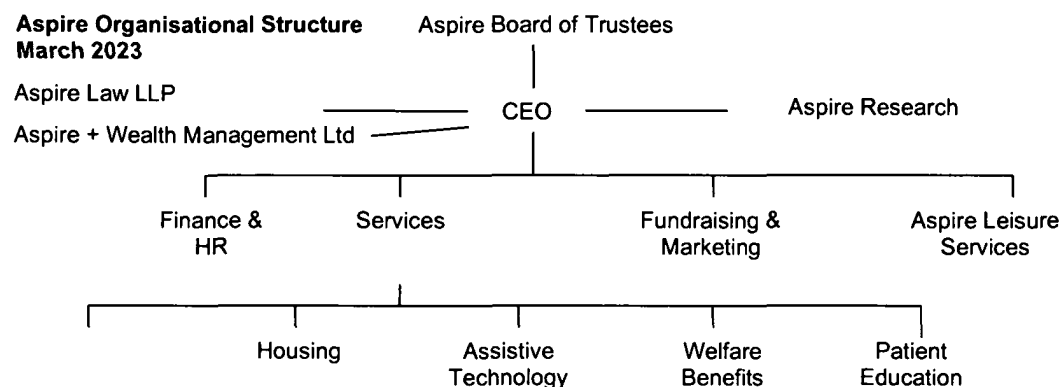 Aspire Organisational Structure
March 2023
Aspire Board of Trustees
Aspire Law LLP
CEO
Aspire Research
Aspire + Wealth Management Ltd
Finance &
HR
Services
Fundraising &
Marketing
Aspire Leisure
Services
Housing
Assistive
Technology
Welfare
Benefits
Patient
Education